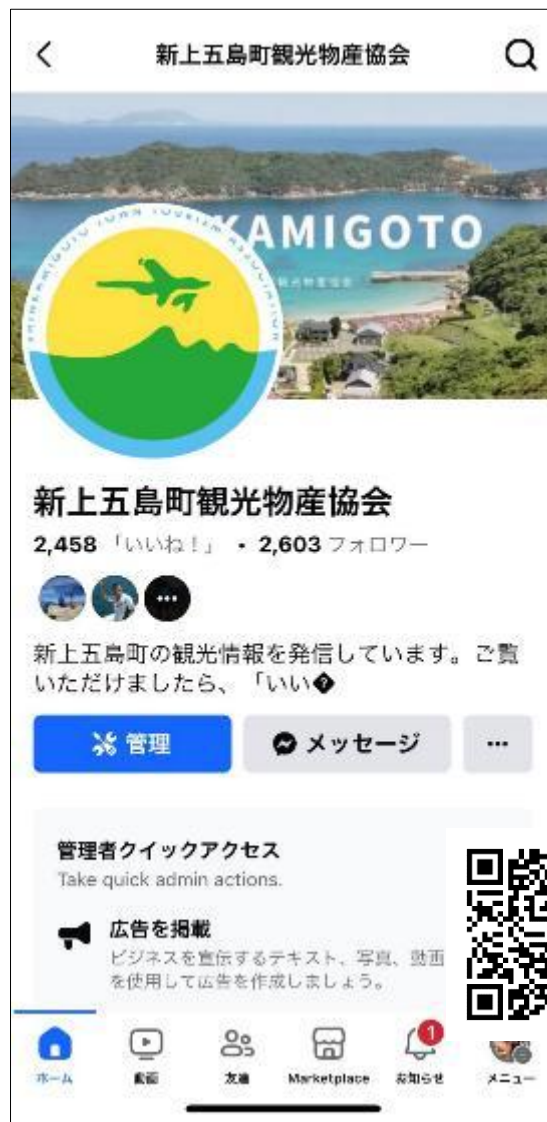 新上五島町観光物産協会
KAMIGOTO
観光物産協会
新上五島町観光物産協会
2,458 「いいね！」 • 2,603 フォロワー
新上五島町の観光情報を発信しています。ご覧
いただけましたら、「いい�
管理
メッセージ
管理者クイックアクセス
Take quick admin actions.
広告を掲載
ビジネスを宣伝するテキスト、写真、動画
を使用して広告を作成しましょう。
1
ホーム 動画 友達 Marketplace お知らせ メニュー